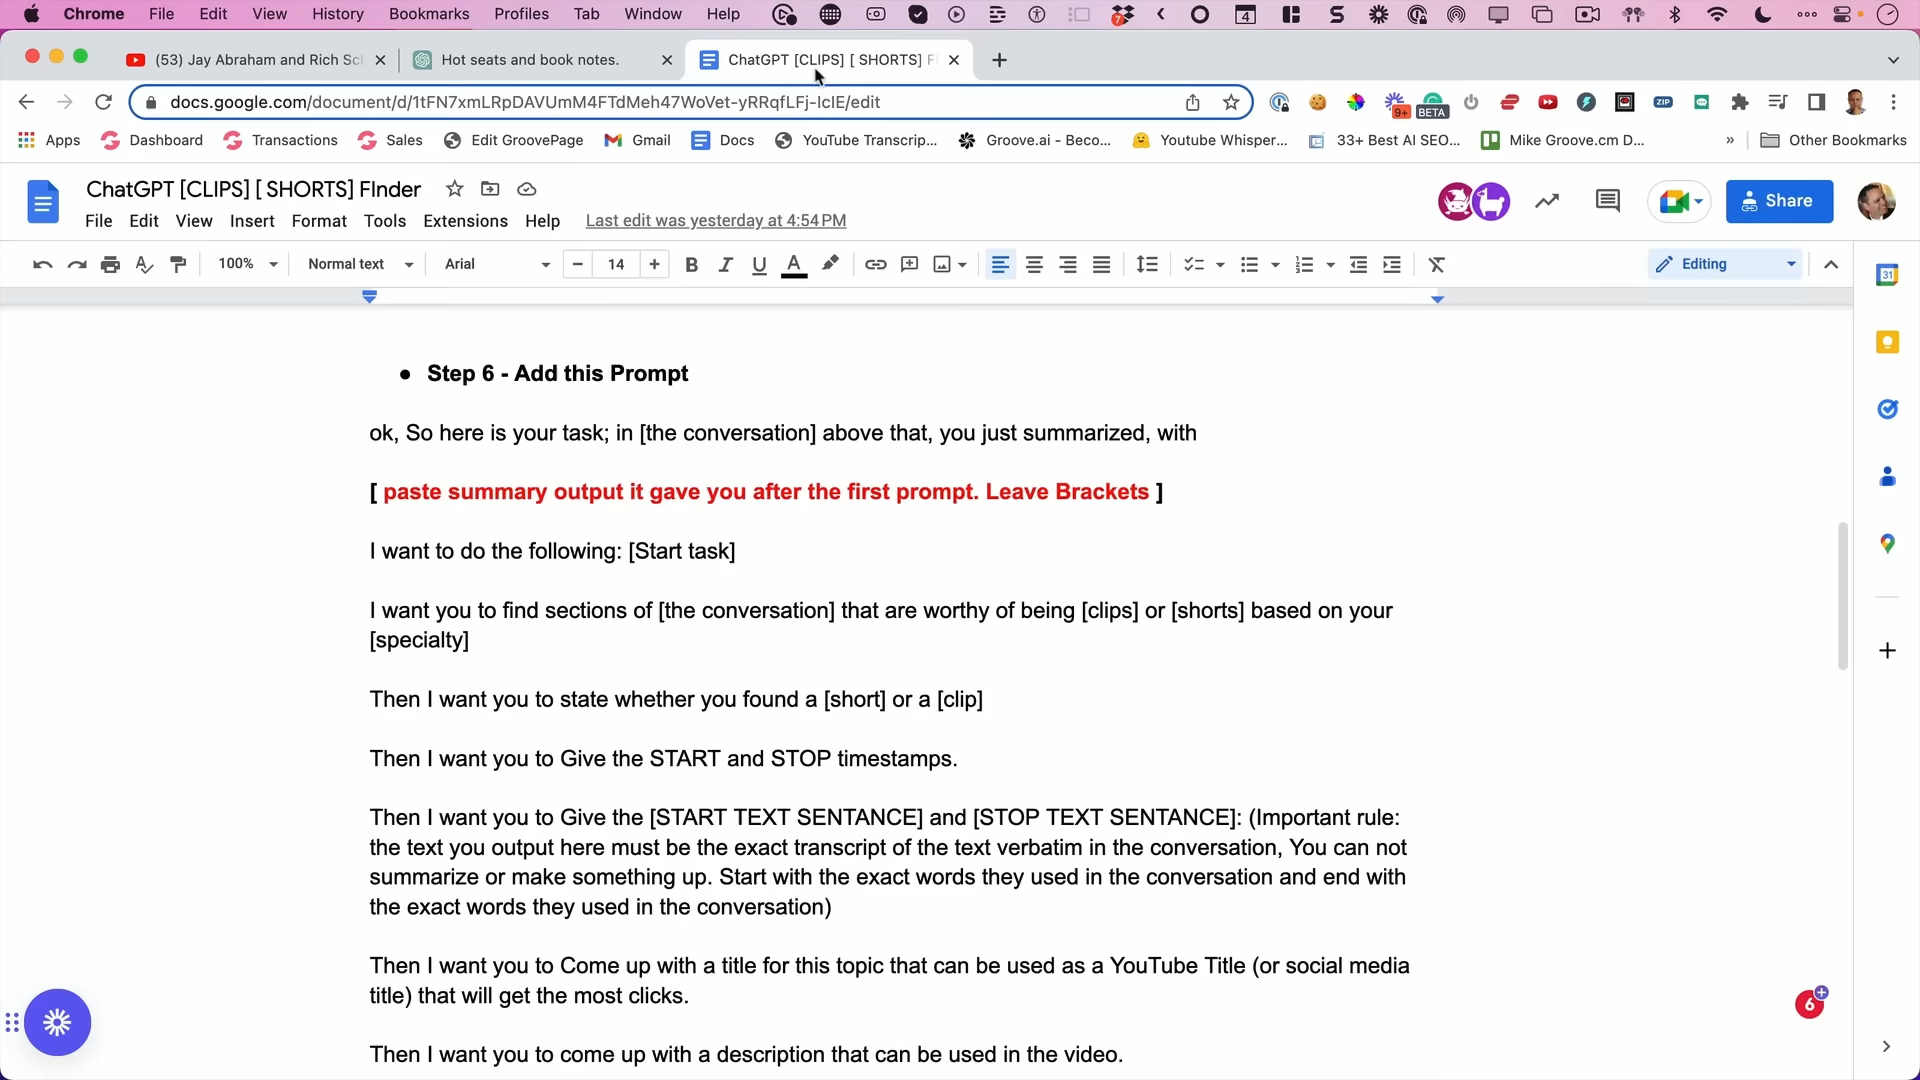 Chrome File Edit View History Bookmarks Profiles Tab Window Help 7 4
(53) Jay Abraham and Rich Sc Hot seats and book notes. ChatGPT [CLIPS] [ SHORTS] F
docs.google.com/document/d/1tFN7xmLRpDAVUmM4FTdMeh47WoVet-yRRqfLFj-IcIE/edit 9+ BETA ZIP
Apps Dashboard Transactions Sales Edit GroovePage Gmail Docs YouTube Transcrip... Groove.ai - Beco... Youtube Whisper... 33+ Best AI SEO... Mike Groove.cm D... » Other Bookmarks
ChatGPT [CLIPS] [ SHORTS] FInder
Share
File Edit View Insert Format Tools Extensions Help Last edit was yesterday at 4:54 PM
100% Normal text Arial − 14 + B I U A Editing
31
● Step 6 - Add this Prompt
ok, So here is your task; in [the conversation] above that, you just summarized, with
[ paste summary output it gave you after the first prompt. Leave Brackets ]
I want to do the following: [Start task]
I want you to find sections of [the conversation] that are worthy of being [clips] or [shorts] based on your
[specialty]
Then I want you to state whether you found a [short] or a [clip]
Then I want you to Give the START and STOP timestamps.
Then I want you to Give the [START TEXT SENTANCE] and [STOP TEXT SENTANCE]: (Important rule:
the text you output here must be the exact transcript of the text verbatim in the conversation, You can not
summarize or make something up. Start with the exact words they used in the conversation and end with
the exact words they used in the conversation)
Then I want you to Come up with a title for this topic that can be used as a YouTube Title (or social media
title) that will get the most clicks.
6
Then I want you to come up with a description that can be used in the video.